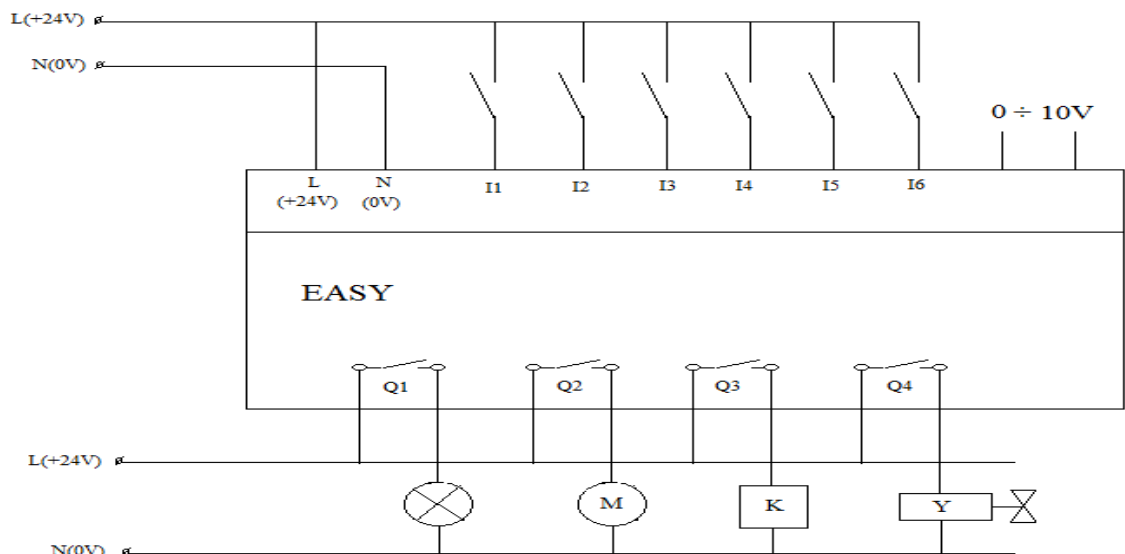 L(+24V)
N(0V)
0 ÷ 10V
L N I1 I2 I3 I4 I5 I6
(+24V) (0V)
EASY
Q1 Q2 Q3 Q4
L(+24V)
M K Y
N(0V)